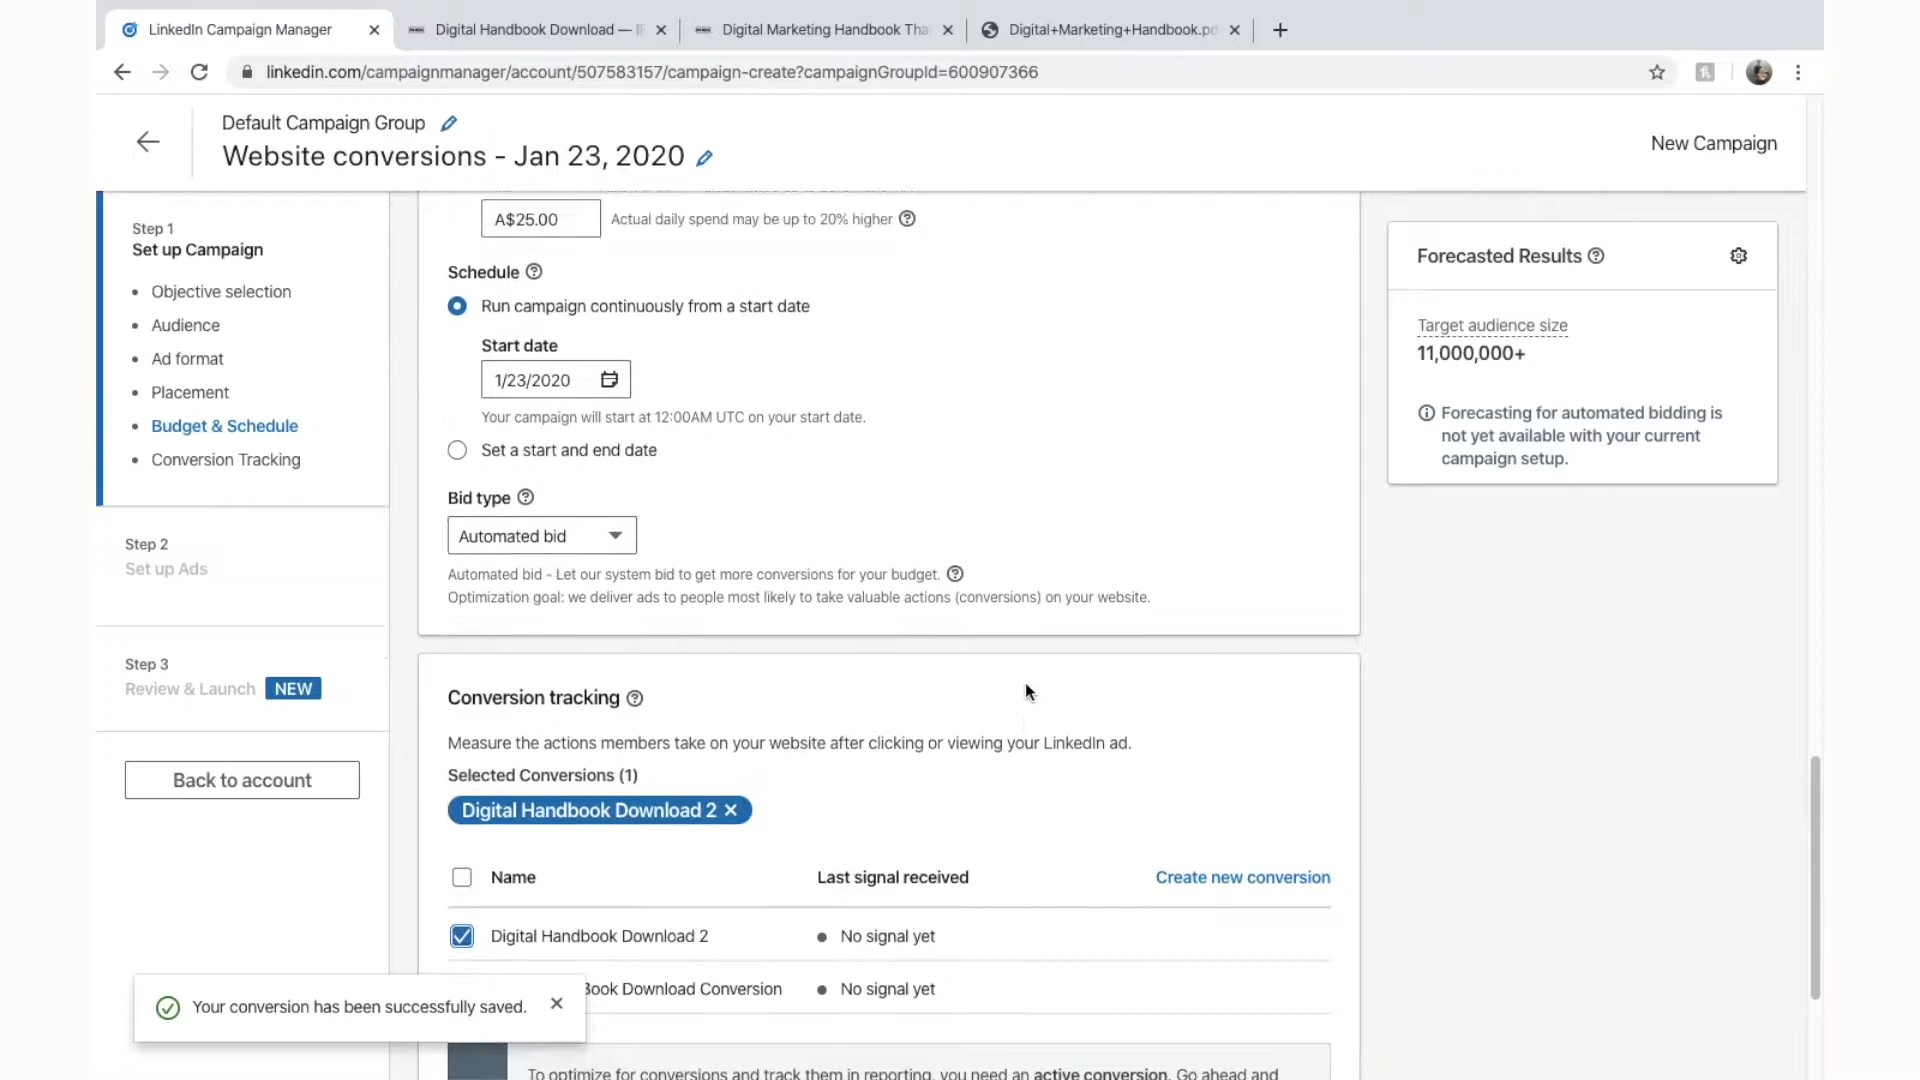 LinkedIn Campaign Manager
Digital Handbook Download —
Digital Marketing Handbook Tha
Digital+Marketing+Handbook.pd
linkedin.com/campaignmanager/account/507583157/campaign-create?campaignGroupId=600907366
Default Campaign Group
Website conversions - Jan 23, 2020
New Campaign
Step 1
Set up Campaign
Objective selection
Audience
Ad format
Placement
Budget & Schedule
Conversion Tracking
Step 2
Set up Ads
Step 3
Review & Launch NEW
Back to account
A$25.00 Actual daily spend may be up to 20% higher
Schedule
Run campaign continuously from a start date
Start date
1/23/2020
Your campaign will start at 12:00AM UTC on your start date.
Set a start and end date
Bid type
Automated bid
Automated bid - Let our system bid to get more conversions for your budget.
Optimization goal: we deliver ads to people most likely to take valuable actions (conversions) on your website.
Conversion tracking
Measure the actions members take on your website after clicking or viewing your LinkedIn ad.
Selected Conversions (1)
Digital Handbook Download 2
Name Last signal received Create new conversion
Digital Handbook Download 2 No signal yet
Book Download Conversion No signal yet
To optimize for conversions and track them in reporting, you need an active conversion. Go ahead and
Your conversion has been successfully saved.
Forecasted Results
Target audience size
11,000,000+
Forecasting for automated bidding is
not yet available with your current
campaign setup.